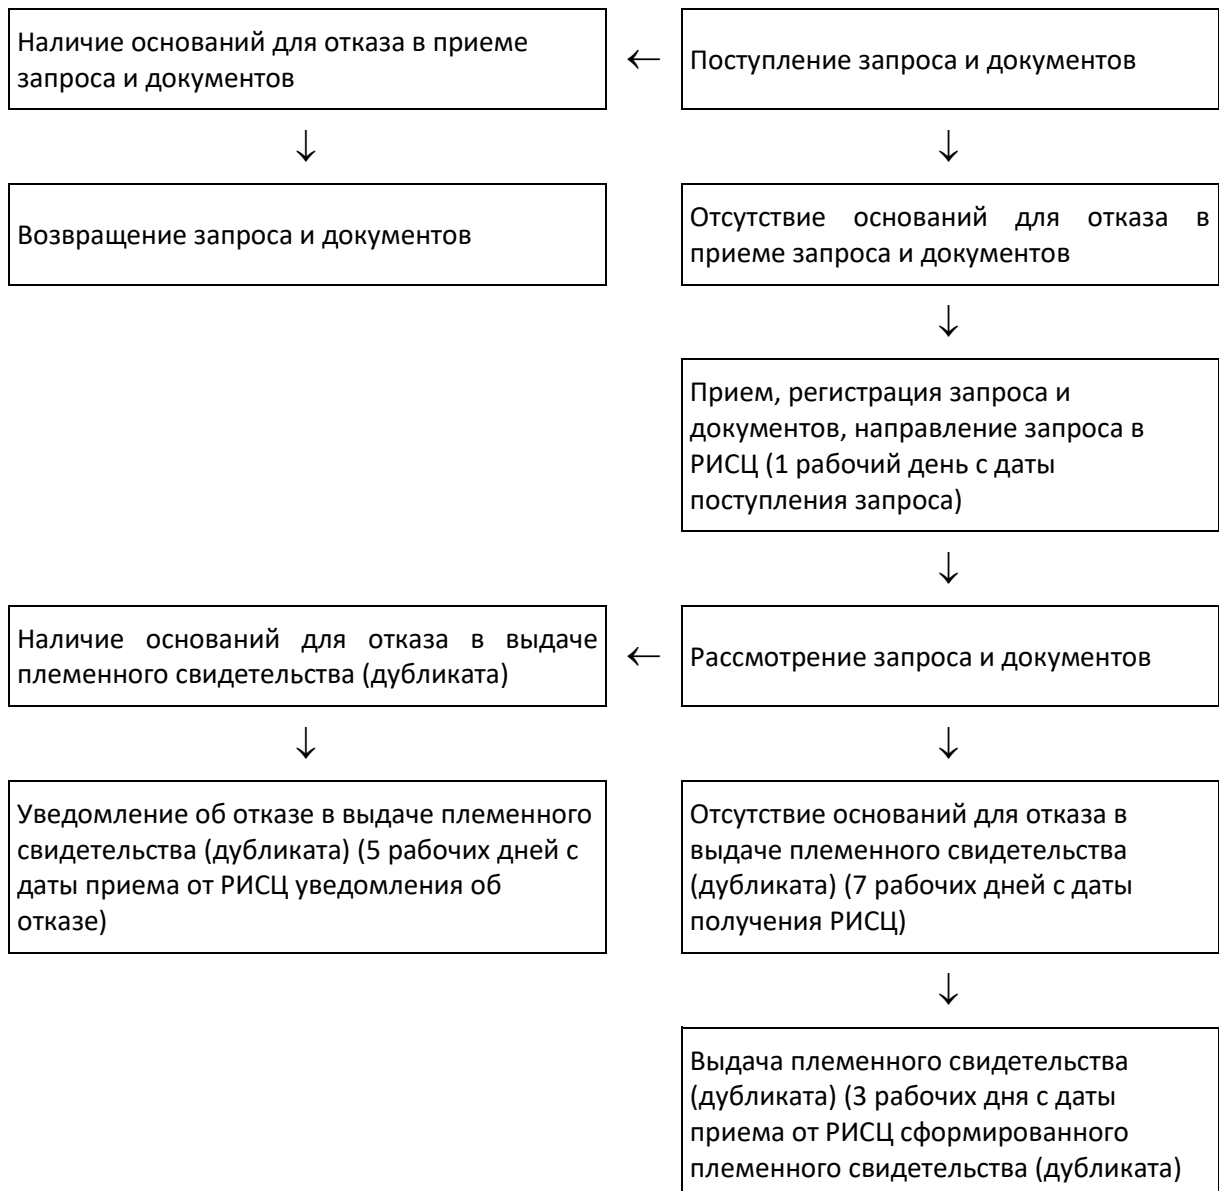 Наличие оснований для отказа в приеме
запроса и документов
←
Поступление запроса и документов
↓
↓
Возвращение запроса и документов
Отсутствие оснований для отказа в
приеме запроса и документов
↓
Прием, регистрация запроса и
документов, направление запроса в
РИСЦ (1 рабочий день с даты
поступления запроса)
↓
Наличие оснований для отказа в выдаче
племенного свидетельства (дубликата)
←
Рассмотрение запроса и документов
↓
↓
Уведомление об отказе в выдаче племенного
свидетельства (дубликата) (5 рабочих дней с
даты приема от РИСЦ уведомления об
отказе)
Отсутствие оснований для отказа в
выдаче племенного свидетельства
(дубликата) (7 рабочих дней с даты
получения РИСЦ)
↓
Выдача племенного свидетельства
(дубликата) (3 рабочих дня с даты
приема от РИСЦ сформированного
племенного свидетельства (дубликата)